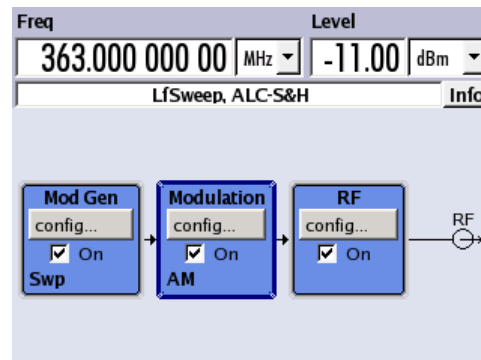 Freq Level
363.000 000 00 MHz -11.00 dBm
LfSweep, ALC-S&H Info
Mod Gen Modulation RF
config... config... config... RF
On On On
Swp AM